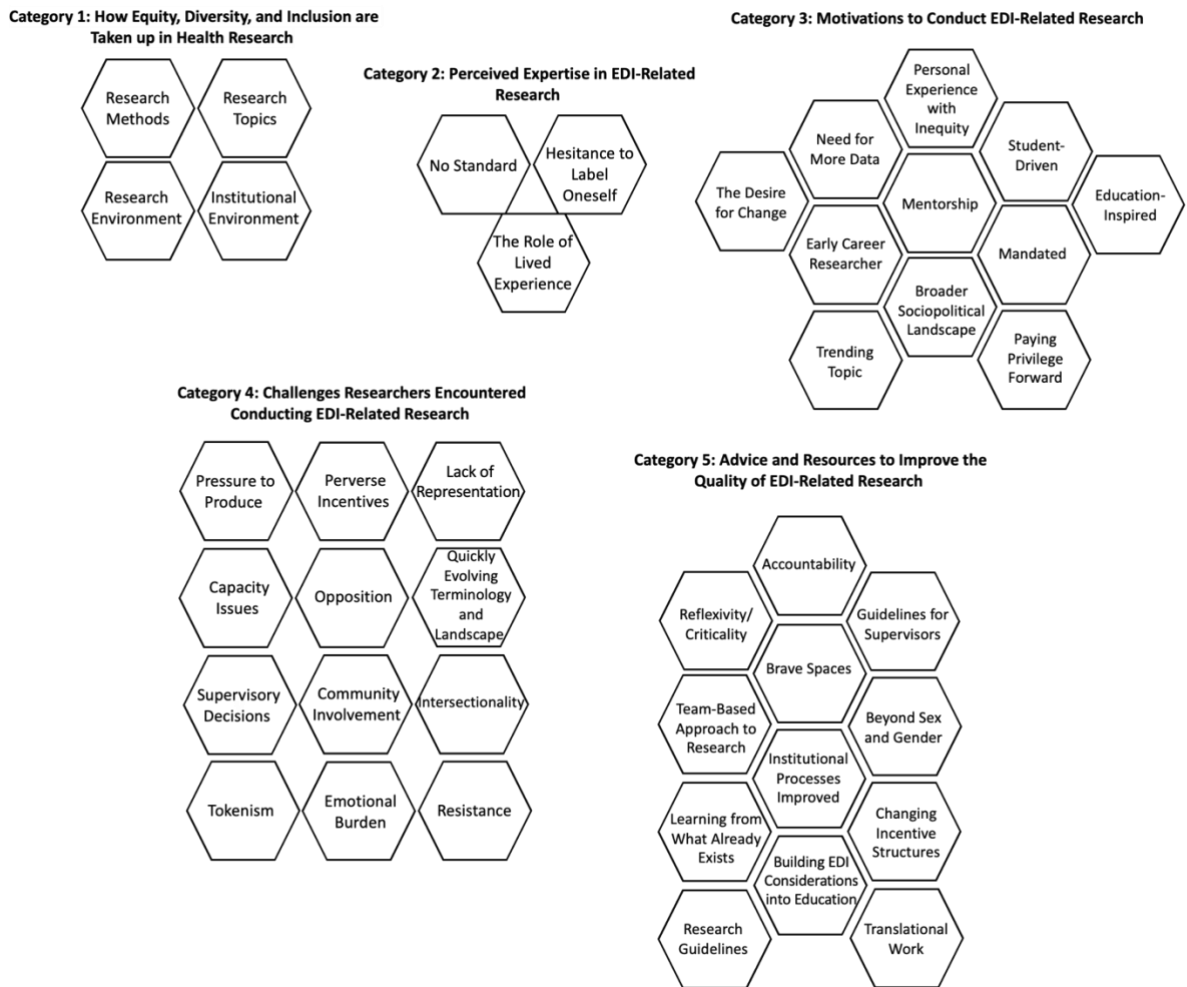 Category 1: How Equity, Diversity, and Inclusion are
Taken up in Health Research
Research
Methods
Research
Topics
Research
Environment
Institutional
Environment
Category 2: Perceived Expertise in EDI-Related
Research
No Standard
Hesitance to
Label
Oneself
The Role of
Lived
Experience
Category 3: Motivations to Conduct EDI-Related Research
Personal
Experience
with
Inequity
Need for
More Data
Student-
Driven
The Desire
for Change
Mentorship
Education-
Inspired
Early Career
Researcher
Mandated
Broader
Sociopolitical
Landscape
Trending
Topic
Paying
Privilege
Forward
Category 4: Challenges Researchers Encountered
Conducting EDI-Related Research
Pressure to
Produce
Perverse
Incentives
Lack of
Representation
Capacity
Issues
Opposition
Quickly
Evolving
Terminology
and
Landscape
Supervisory
Decisions
Community
Involvement
Intersectionality
Tokenism
Emotional
Burden
Resistance
Category 5: Advice and Resources to Improve the
Quality of EDI-Related Research
Accountability
Reflexivity/
Criticality
Guidelines for
Supervisors
Brave Spaces
Team-Based
Approach to
Research
Beyond Sex
and Gender
Institutional
Processes
Improved
Learning from
What Already
Exists
Changing
Incentive
Structures
Building EDI
Considerations
into Education
Research
Guidelines
Translational
Work